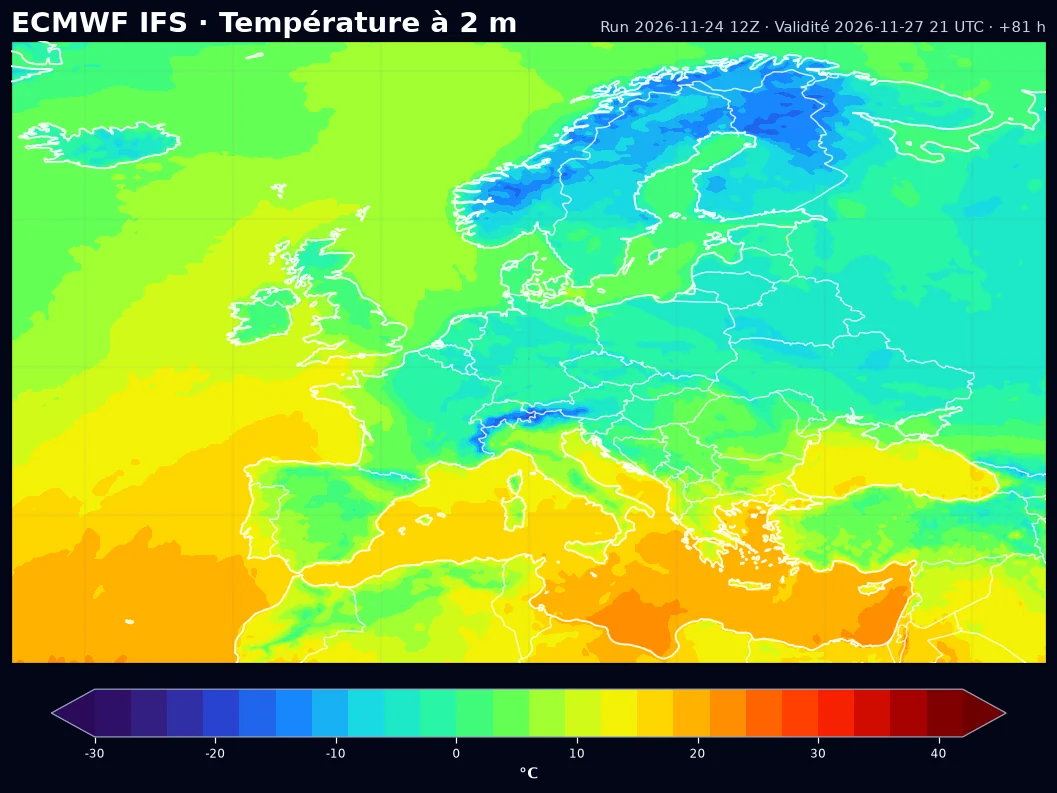 ECMWF IFS · Température à 2 m
Run 2026-11-24 12Z · Validité 2026-11-27 21 UTC · +81 h
-30 -20 -10 0 10 20 30 40
°C